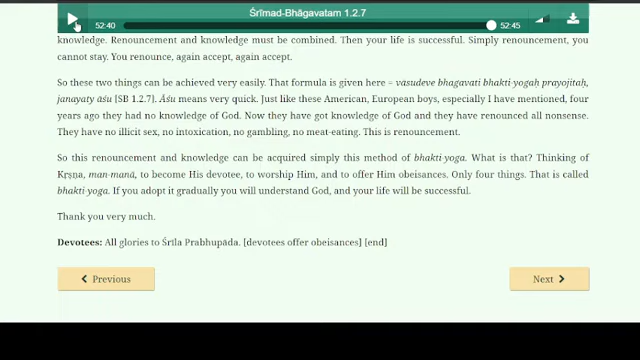 Śrīmad-Bhāgavatam 1.2.7
52:40
52:45
knowledge. Renouncement and knowledge must be combined. Then your life is successful. Simply renouncement, you
cannot stay. You renounce, again accept, again accept.
So these two things can be achieved very easily. That formula is given here = vāsudeve bhagavati bhakti-yogaḥ prayojitaḥ,
janayaty āśu [SB 1.2.7]. Āśu means very quick. Just like these American, European boys, especially I have mentioned, four
years ago they had no knowledge of God. Now they have got knowledge of God and they have renounced all nonsense.
They have no illicit sex, no intoxication, no gambling, no meat-eating. This is renouncement.
So this renouncement and knowledge can be acquired simply this method of bhakti-yoga. What is that? Thinking of
Kṛṣṇa, man-manā, to become His devotee, to worship Him, and to offer Him obeisances. Only four things. That is called
bhakti-yoga. If you adopt it gradually you will understand God, and your life will be successful.
Thank you very much.
Devotees: All glories to Śrīla Prabhupāda. [devotees offer obeisances] [end]
Previous
Next